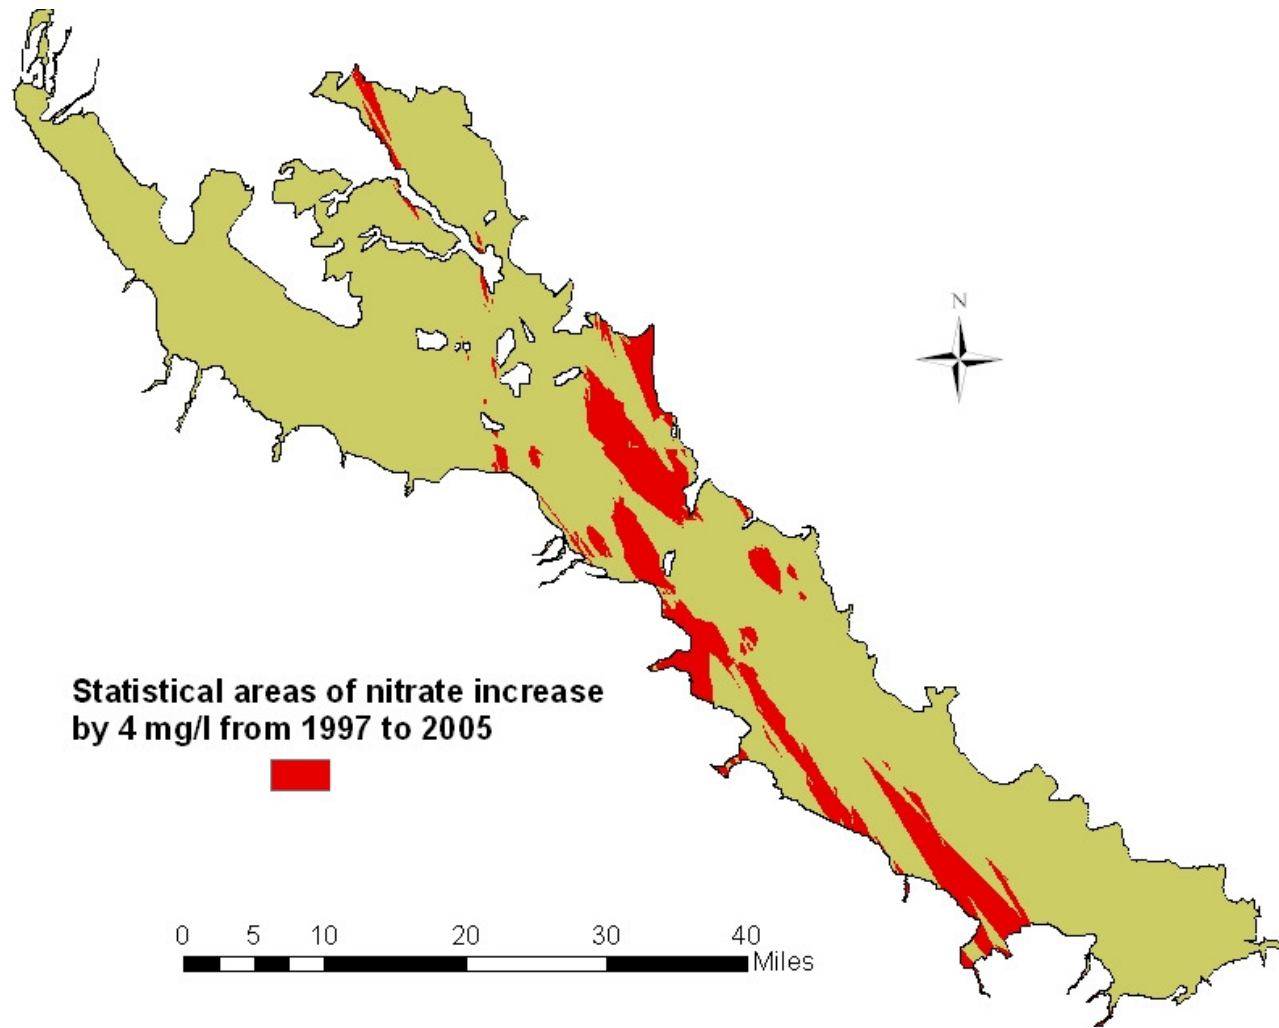 N
Statistical areas of nitrate increase
by 4 mg/l from 1997 to 2005
0 5 10 20 30 40
Miles